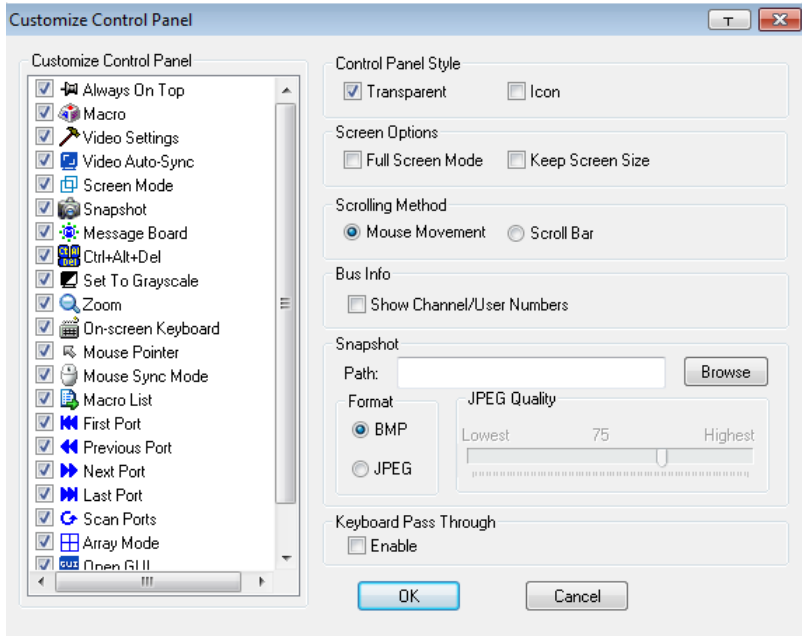 Customize Control Panel
T
Customize Control Panel
Always On Top
Macro
Video Settings
Video Auto-Sync
Screen Mode
Snapshot
Message Board
Ctrl+Alt+Del
Set To Grayscale
Zoom
On-screen Keyboard
Mouse Pointer
Mouse Sync Mode
Macro List
First Port
Previous Port
Next Port
Last Port
Scan Ports
Array Mode
GUI Open GUI
Control Panel Style
Transparent Icon
Screen Options
Full Screen Mode Keep Screen Size
Scrolling Method
Mouse Movement Scroll Bar
Bus Info
Show Channel/User Numbers
Snapshot
Path: Browse
Format
BMP
JPEG
JPEG Quality
Lowest 75 Highest
Keyboard Pass Through
Enable
OK Cancel